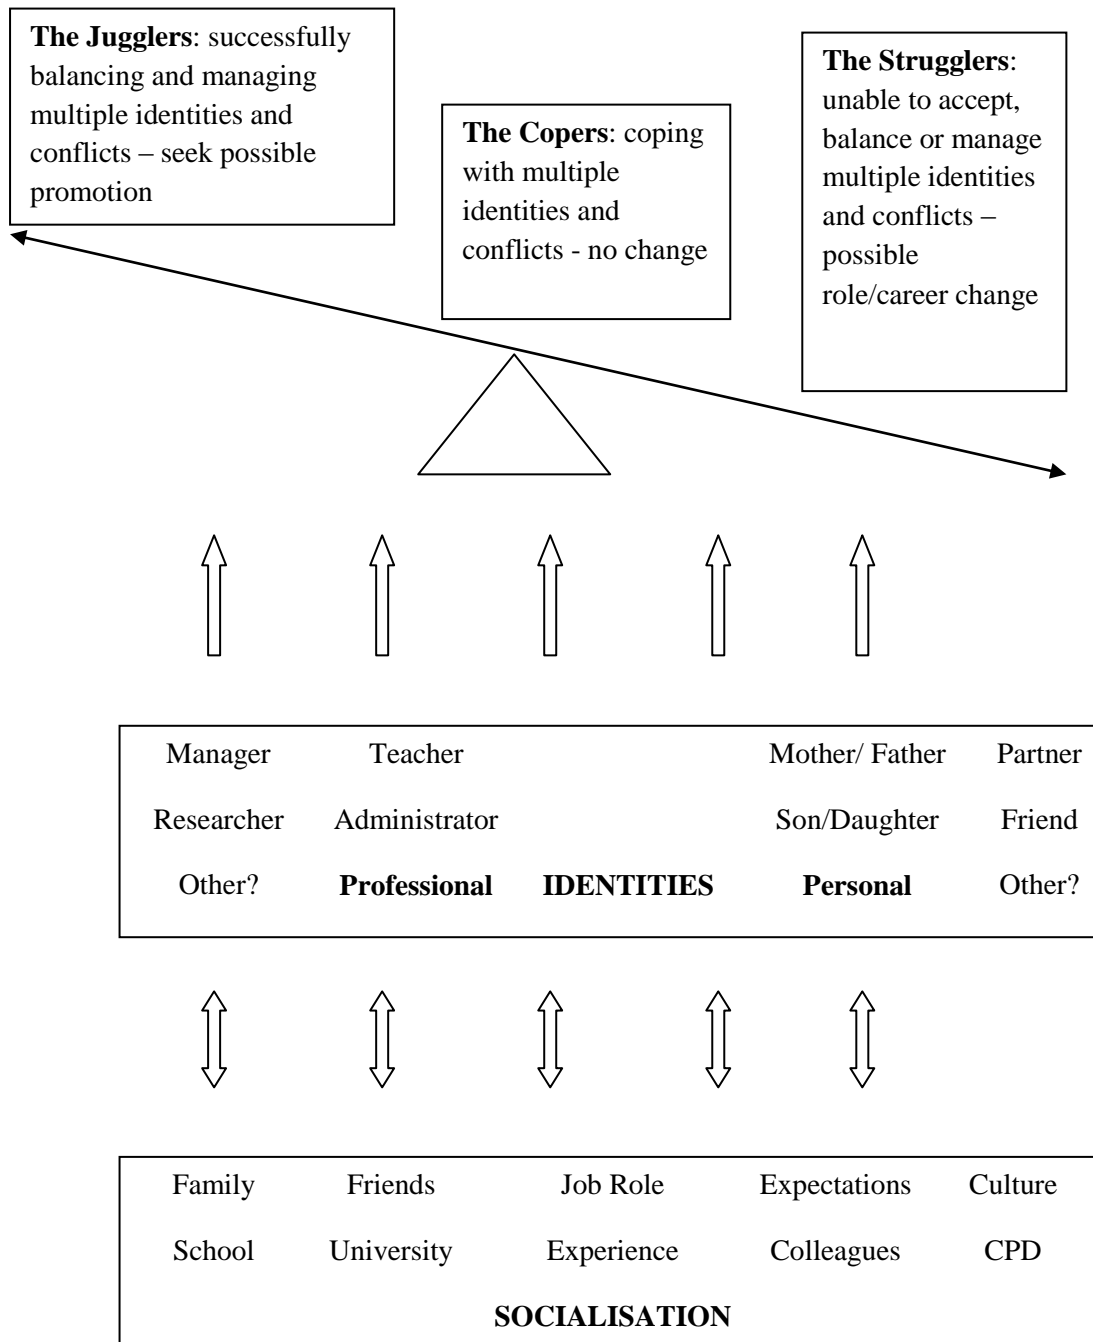 The Jugglers: successfully
balancing and managing
multiple identities and
conflicts – seek possible
promotion
The Copers: coping
with multiple
identities and
conflicts - no change
The Strugglers:
unable to accept,
balance or manage
multiple identities
and conflicts –
possible
role/career change
Manager Teacher Mother/ Father Partner
Researcher Administrator Son/Daughter Friend
Other? Professional IDENTITIES Personal Other?
Family Friends Job Role Expectations Culture
School University Experience Colleagues CPD
SOCIALISATION